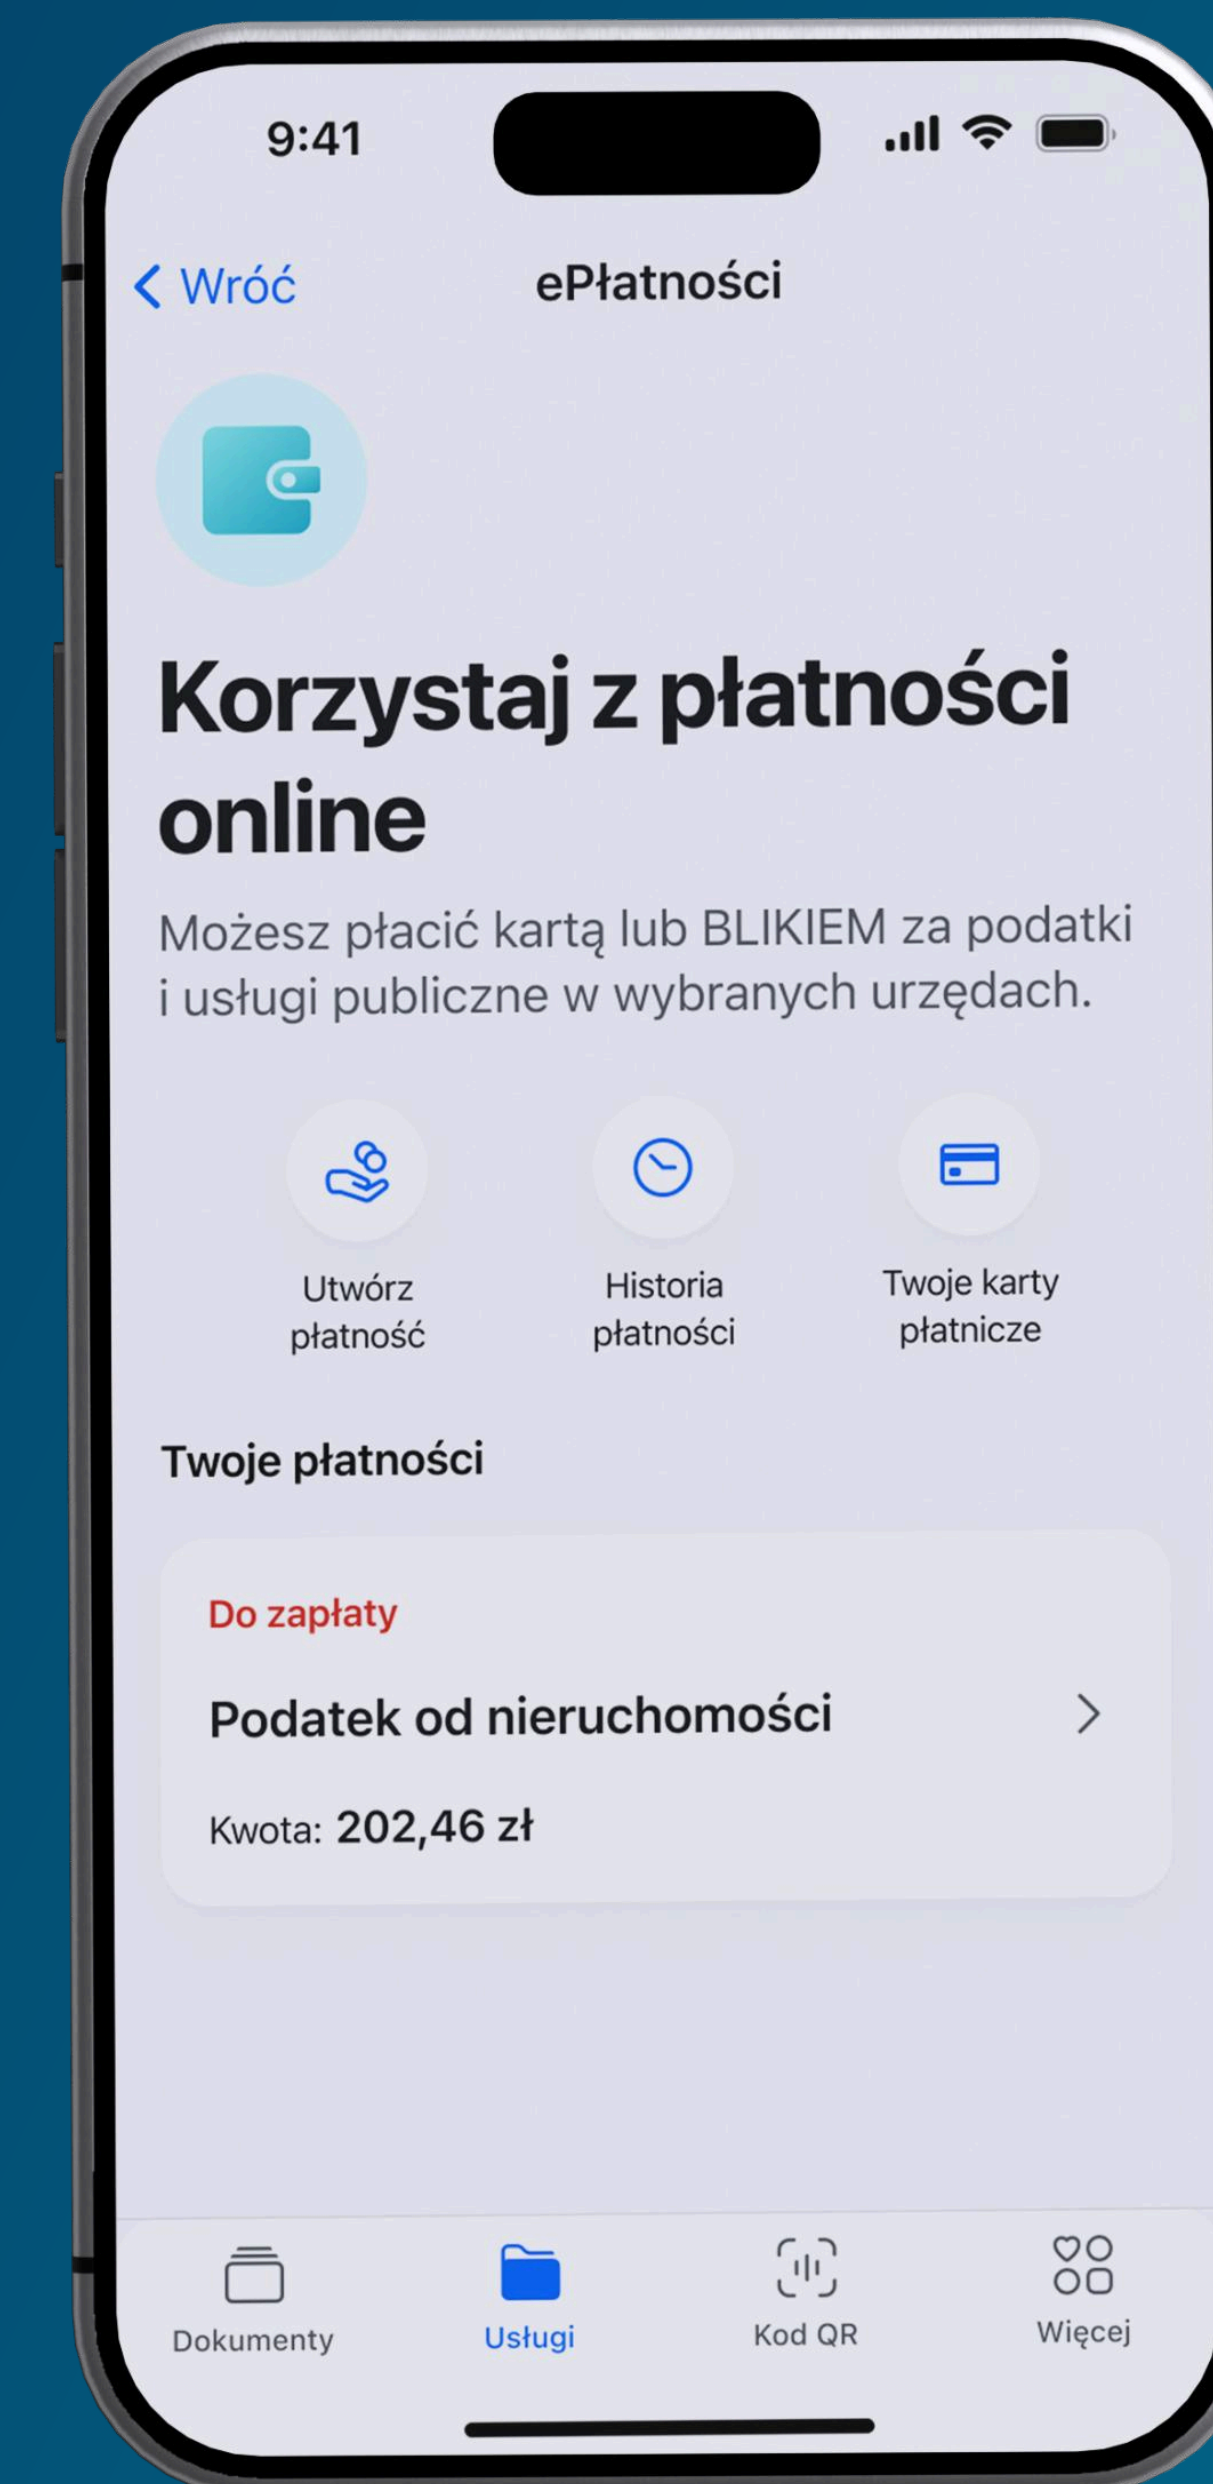 9:41
Wróć
ePłatności
Korzystaj z płatności
online
Możesz płacić kartą lub BLIKIEM za podatki
i usługi publiczne w wybranych urzędach.
Utwórz
płatność
Historia
płatności
Twoje karty
płatnicze
Twoje płatności
Do zapłaty
Podatek od nieruchomości
Kwota: 202,46 zł
Dokumenty
Usługi
Kod QR
Więcej